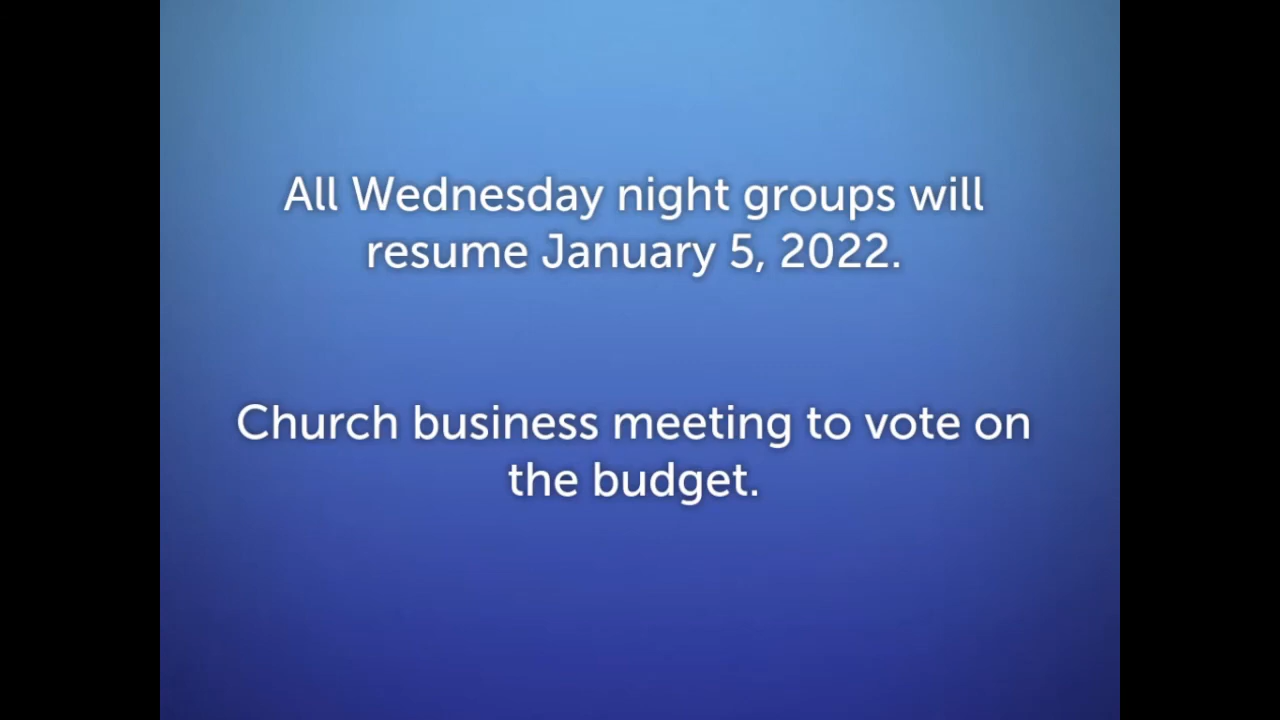 All Wednesday night groups will
resume January 5, 2022.
Church business meeting to vote on
the budget.